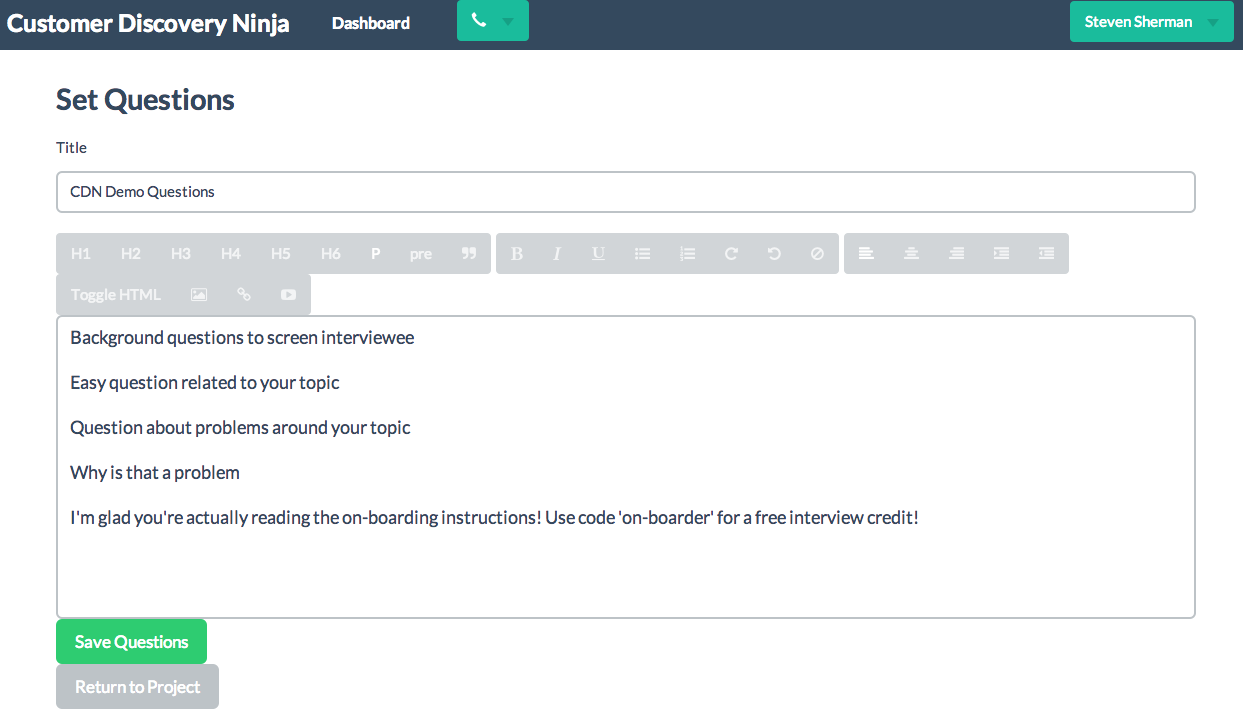 Customer Discovery Ninja Dashboard Steven Sherman
Set Questions
Title
CDN Demo Questions
H1 H2 H3 H4 H5 H6 P pre B I U
Toggle HTML
Background questions to screen interviewee
Easy question related to your topic
Question about problems around your topic
Why is that a problem
I'm glad you're actually reading the on-boarding instructions! Use code 'on-boarder' for a free interview credit!
Save Questions
Return to Project